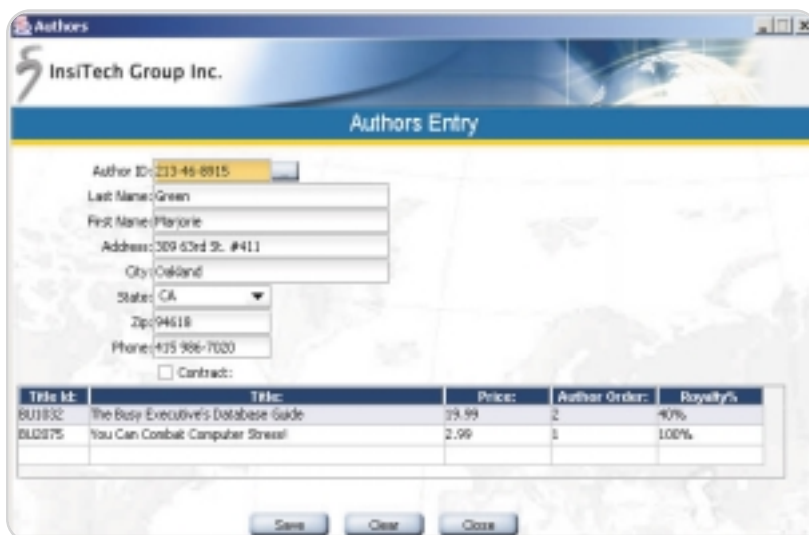 Authors
InsiTech Group Inc.
Authors Entry
Author ID: 213-46-8915 ...
Last Name: Green
First Name: Marjorie
Address: 309 63rd St. #411
City: Oakland
State: CA
Zip: 94618
Phone: 415 986-7020
Contract:
Title Id: Title: Price: Author Order: Royalty%
BU1032 The Busy Executive's Database Guide 19.99 2 40%
BU2075 You Can Combat Computer Stress! 2.99 1 100%
Save Clear Close